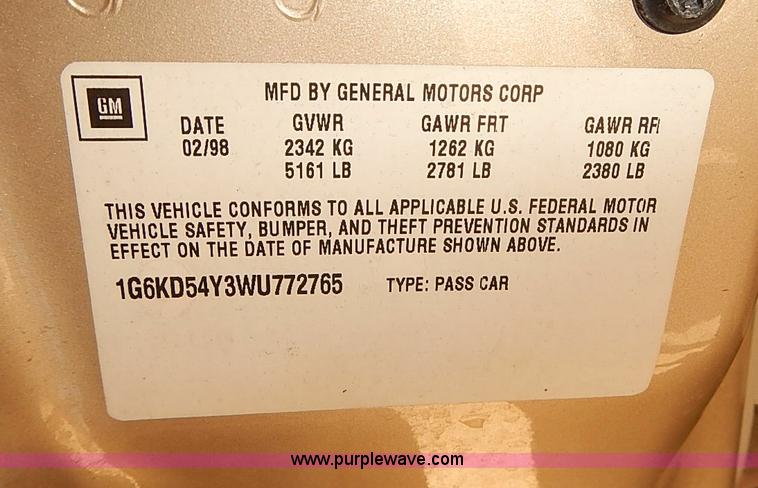 GM
MFD BY GENERAL MOTORS CORP
DATE GVWR GAWR FRT GAWR RR
02/98 2342 KG 1262 KG 1080 KG
5161 LB 2781 LB 2380 LB
THIS VEHICLE CONFORMS TO ALL APPLICABLE U.S. FEDERAL MOTOR
VEHICLE SAFETY, BUMPER, AND THEFT PREVENTION STANDARDS IN
EFFECT ON THE DATE OF MANUFACTURE SHOWN ABOVE.
1G6KD54Y3WU772765 TYPE: PASS CAR
www.purplewave.com